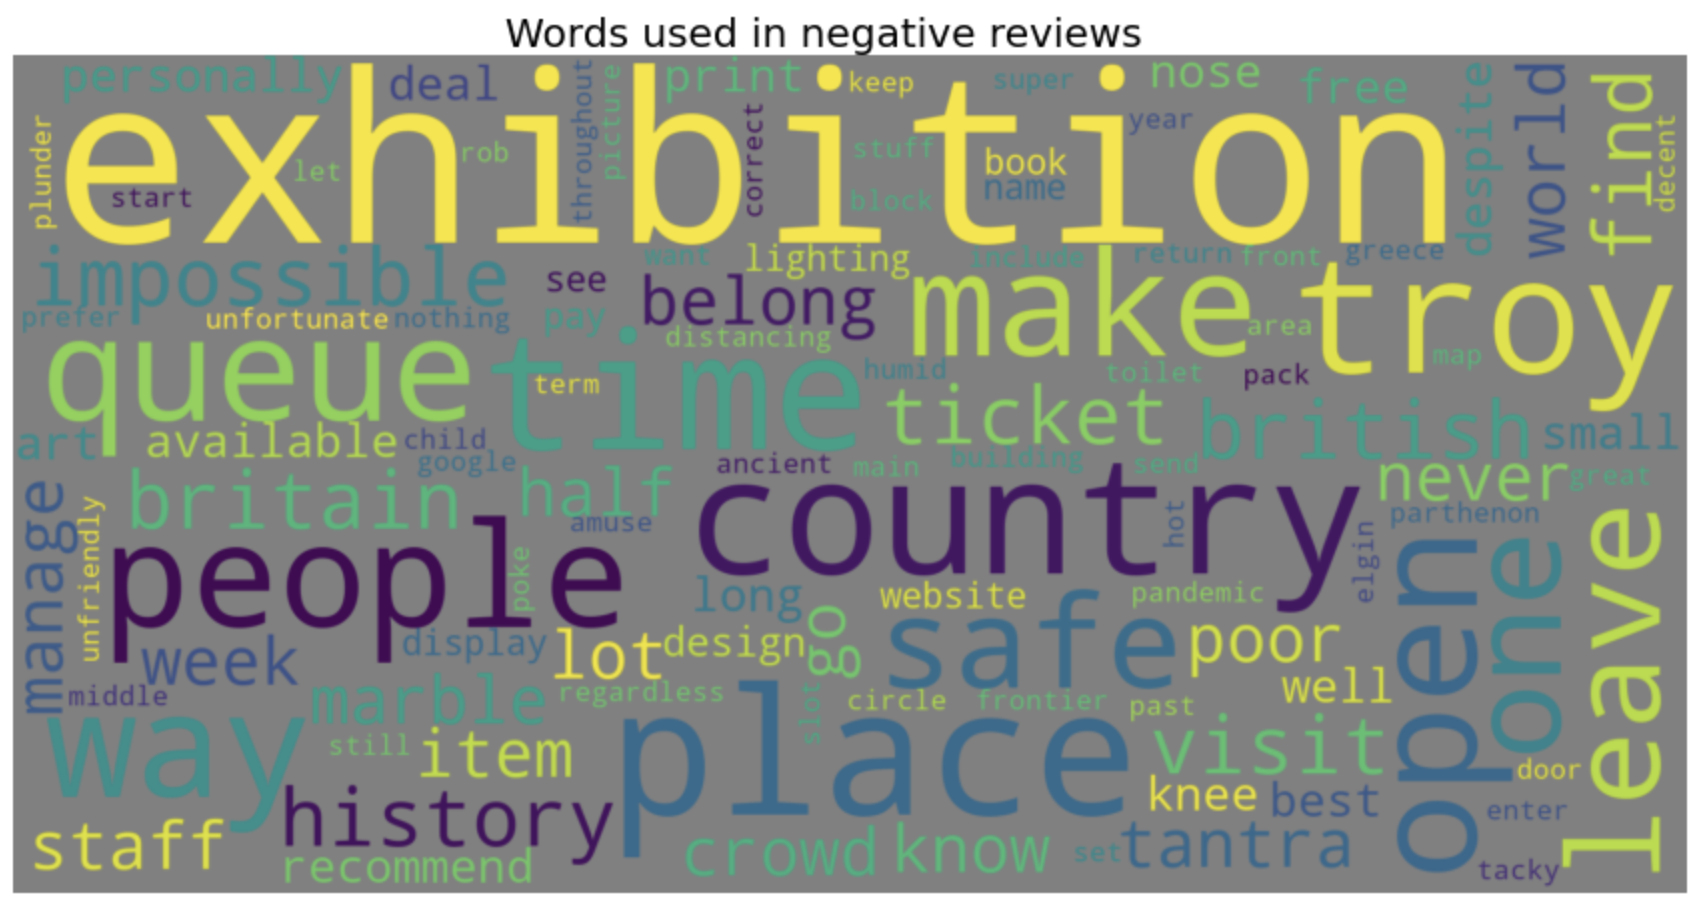 Words used in negative reviews
personally
deal
throughout
picture
print
keep
super
nose
free
despite
world
find
decent
plunder
exhibition
start
let
rob
correct
stuff
block
book
name
year
impossible
see
want
lighting
include
return
front
greece
belong
make
troy
prefer
unfortunate
nothing
pay
distancing
area
map
queue
time
term
humid
toilet
pack
ticket
british
small
art
available
child
google
ancient
main
building
send
never
great
britain
half
country
amuse
hot
parthenon
manage
unfriendly
people
poke
elgin
open
one
leave
long
website
pandemic
go
safe
poor
week
display
lot
design
well
middle
marble
regardless
slot
circle
frontier
past
way
still
item
place
visit
door
knee
best
enter
history
staff
recommend
crowd
know
set
tantra
tacky